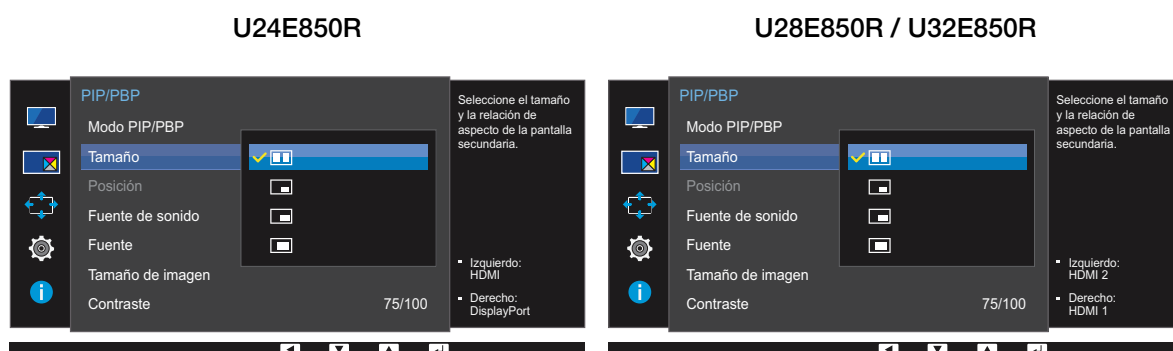 U24E850R
PIP/PBP
Modo PIP/PBP
Tamaño
Posición
Fuente de sonido
Fuente
Tamaño de imagen
Contraste 75/100
Seleccione el tamaño
y la relación de
aspecto de la pantalla
secundaria.
Izquierdo:
HDMI
Derecho:
DisplayPort
U28E850R / U32E850R
PIP/PBP
Modo PIP/PBP
Tamaño
Posición
Fuente de sonido
Fuente
Tamaño de imagen
Contraste 75/100
Seleccione el tamaño
y la relación de
aspecto de la pantalla
secundaria.
Izquierdo:
HDMI 2
Derecho:
HDMI 1